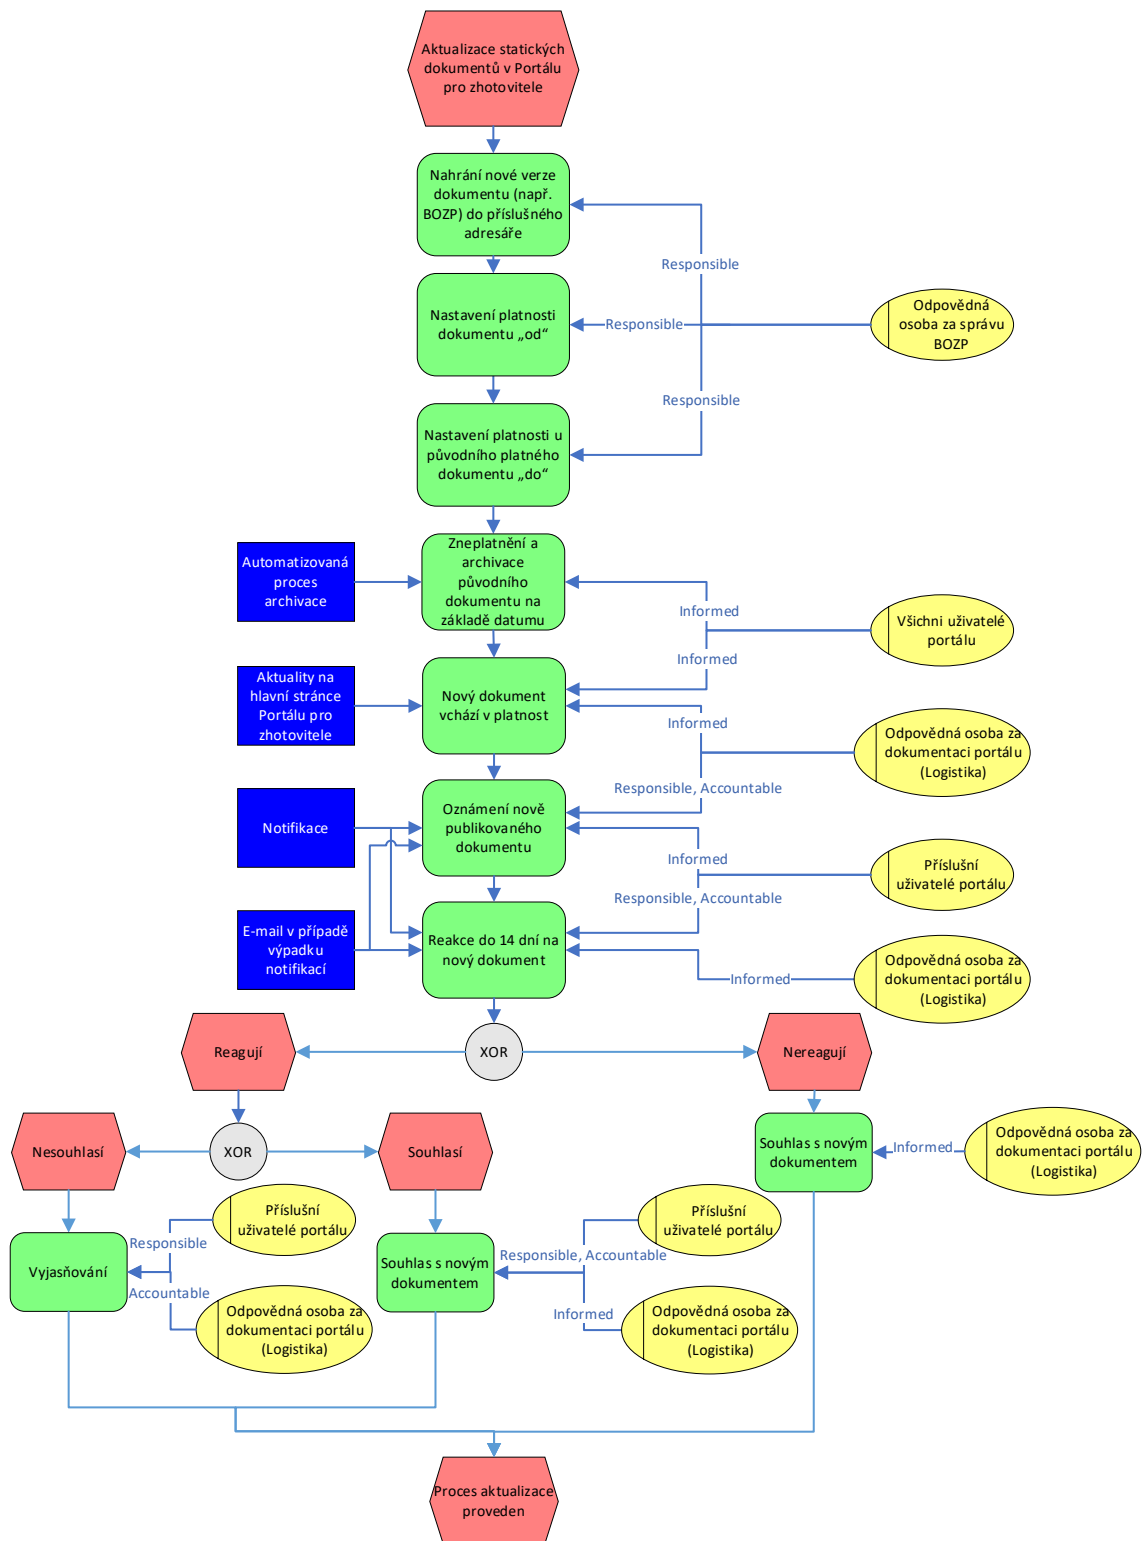 Aktualizace statických
dokumentů v Portálu
pro zhotovitele
Nahrání nové verze
dokumentu (např.
BOZP) do příslušného
adresáře
Responsible
Nastavení platnosti
dokumentu „od“
Responsible
Odpovědná
osoba za správu
BOZP
Responsible
Nastavení platnosti u
původního platného
dokumentu „do“
Automatizovaná
proces
archivace
Zneplatnění a
archivace
původního
dokumentu na
základě datumu
Informed
Všichni uživatelé
portálu
Informed
Aktuality na
hlavní stránce
Portálu pro
zhotovitele
Nový dokument
vchází v platnost
Informed
Odpovědná osoba za
dokumentaci portálu
(Logistika)
Responsible, Accountable
Notifikace
Oznámení nově
publikovaného
dokumentu
Informed
Příslušní
uživatelé portálu
Responsible, Accountable
E-mail v případě
výpadku
notifikací
Reakce do 14 dní na
nový dokument
Informed
Odpovědná osoba za
dokumentaci portálu
(Logistika)
Reagují
XOR
Nereagují
Nesouhlasí
XOR
Souhlasí
Souhlas s novým
dokumentem
Informed
Odpovědná osoba za
dokumentaci portálu
(Logistika)
Vyjasňování
Responsible
Příslušní
uživatelé portálu
Accountable
Odpovědná osoba za
dokumentaci portálu
(Logistika)
Souhlas s novým
dokumentem
Responsible, Accountable
Příslušní
uživatelé portálu
Informed
Odpovědná osoba za
dokumentaci portálu
(Logistika)
Proces aktualizace
proveden